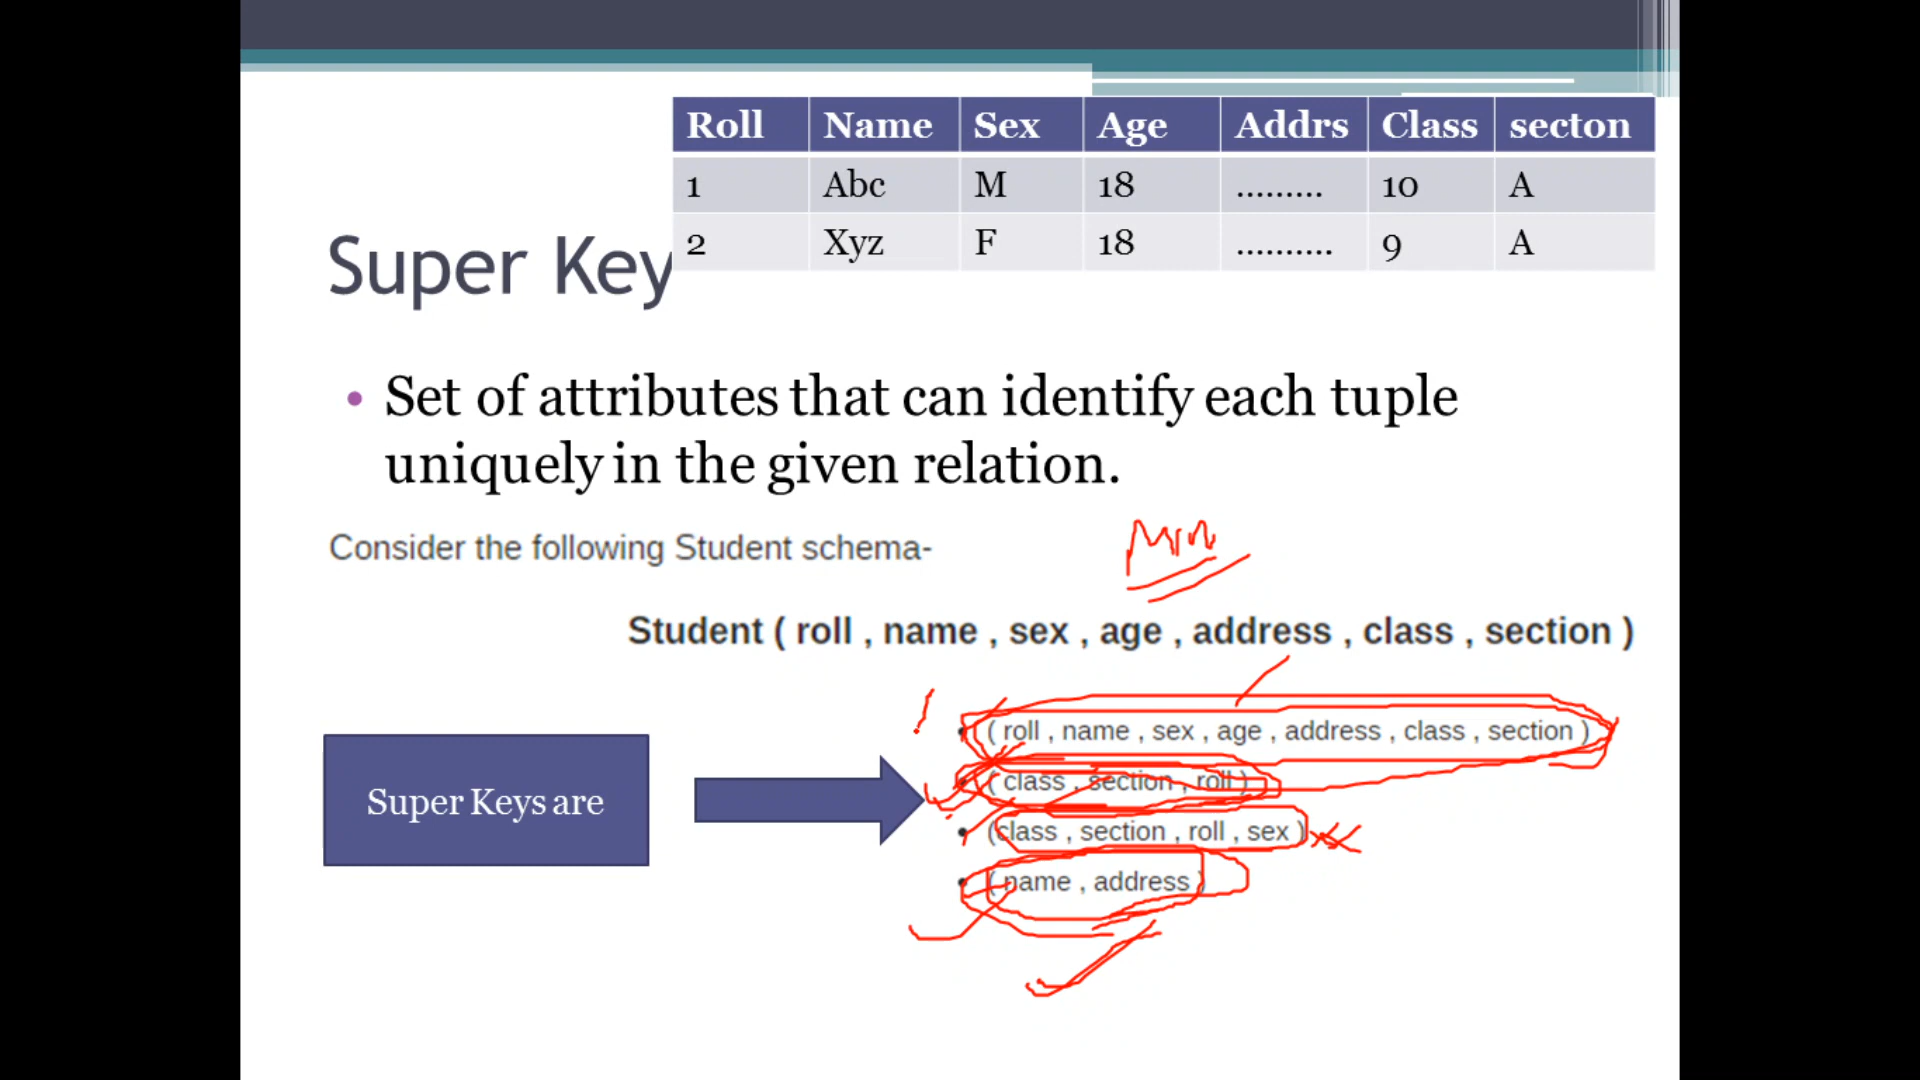 Roll Name Sex Age Addrs Class secton
1 Abc M 18 ......... 10 A
2 Xyz F 18 .......... 9 A
Super Key
• Set of attributes that can identify each tuple
uniquely in the given relation.
Consider the following Student schema-
Min
Student ( roll , name , sex , age , address , class , section )
• ( roll , name , sex , age , address , class , section )
• ( class , section , roll )
• (class , section , roll , sex )
• ( name , address )
Super Keys are